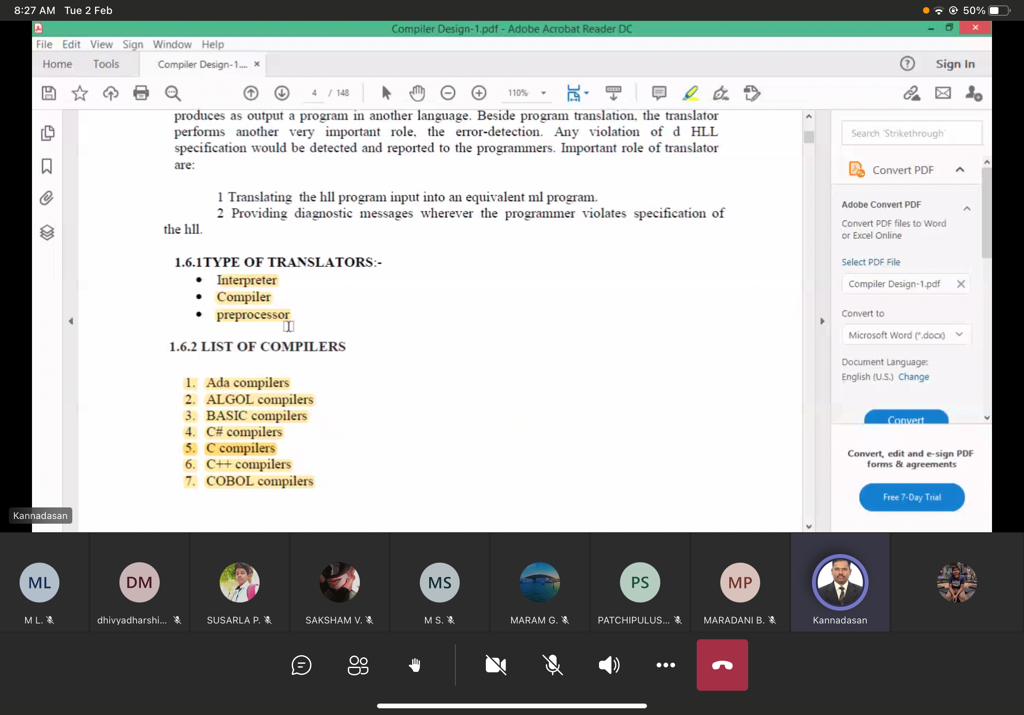 8:27 AM Tue 2 Feb
50%
Compiler Design-1.pdf - Adobe Acrobat Reader DC
File Edit View Sign Window Help
Home Tools Compiler Design-1.... × Sign In
4 / 148 110%
produces as output a program in another language. Beside program translation, the translator
performs another very important role, the error-detection. Any violation of d HLL
specification would be detected and reported to the programmers. Important role of translator
are:
1 Translating the hll program input into an equivalent ml program.
2 Providing diagnostic messages wherever the programmer violates specification of
the hll.
1.6.1TYPE OF TRANSLATORS:-
• Interpreter
• Compiler
• preprocessor
1.6.2 LIST OF COMPILERS
1. Ada compilers
2. ALGOL compilers
3. BASIC compilers
4. C# compilers
5. C compilers
6. C++ compilers
7. COBOL compilers
Search 'Strikethrough'
Convert PDF
Adobe Convert PDF
Convert PDF files to Word
or Excel Online
Select PDF File
Compiler Design-1.pdf
Convert to
Microsoft Word (*.docx)
Document Language:
English (U.S.) Change
Convert
Convert, edit and e-sign PDF
forms & agreements
Free 7-Day Trial
Kannadasan
ML DM MS PS MP
M L. dhivyadharshi... SUSARLA P. SAKSHAM V. M S. MARAM G. PATCHIPULUS... MARADANI B. Kannadasan